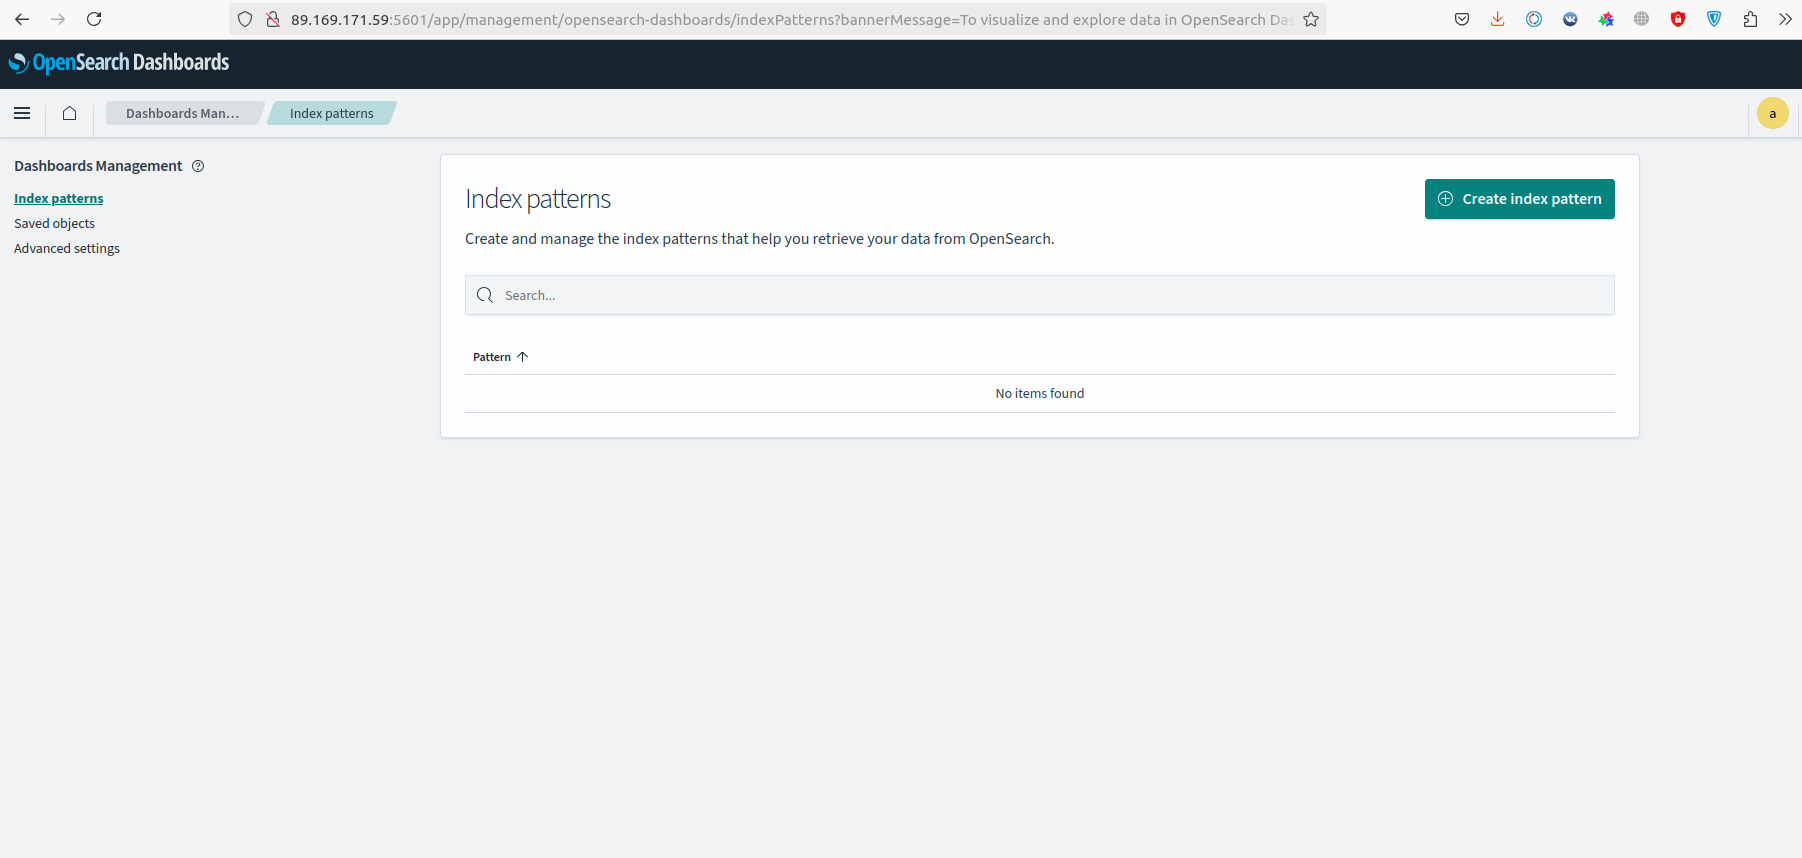 89.169.171.59:5601/app/management/opensearch-dashboards/indexPatterns?bannerMessage=To visualize and explore data in OpenSearch Das
OpenSearch Dashboards
Dashboards Man... Index patterns a
Dashboards Management
Index patterns
Saved objects
Advanced settings
Index patterns
Create index pattern
Create and manage the index patterns that help you retrieve your data from OpenSearch.
Search...
Pattern
No items found